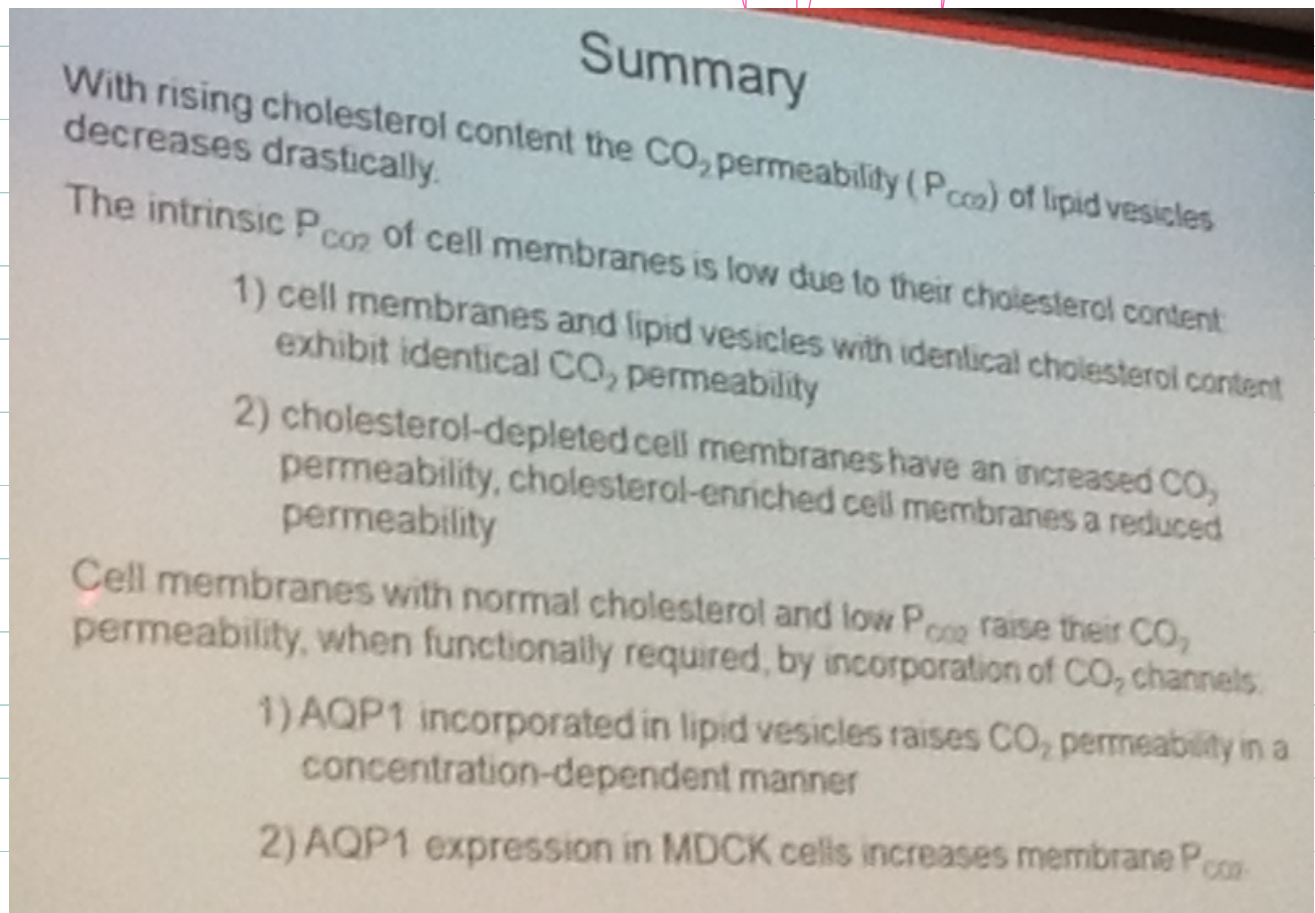 Summary
With rising cholesterol content the CO₂ permeability ( P_CO2) of lipid vesicles
decreases drastically.
The intrinsic P_CO2 of cell membranes is low due to their cholesterol content:
1) cell membranes and lipid vesicles with identical cholesterol content
exhibit identical CO₂ permeability
2) cholesterol-depleted cell membranes have an increased CO₂
permeability, cholesterol-enriched cell membranes a reduced
permeability
Cell membranes with normal cholesterol and low P_CO2 raise their CO₂
permeability, when functionally required, by incorporation of CO₂ channels:
1) AQP1 incorporated in lipid vesicles raises CO₂ permeability in a
concentration-dependent manner
2) AQP1 expression in MDCK cells increases membrane P_CO2.